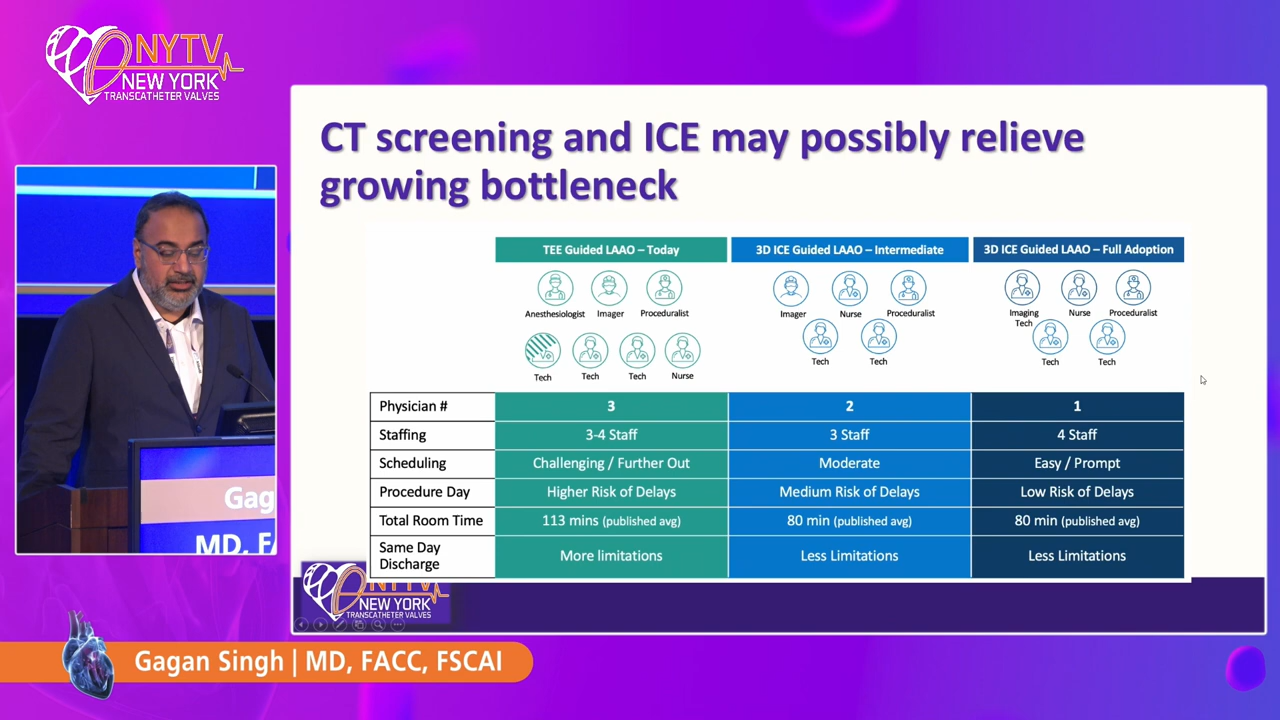 NYTV
NEW YORK
TRANSCATHETER VALVES
CT screening and ICE may possibly relieve
growing bottleneck
TEE Guided LAAO – Today
3D ICE Guided LAAO – Intermediate
3D ICE Guided LAAO – Full Adoption
Anesthesiologist Imager Proceduralist
Imager Nurse Proceduralist
Imaging Tech Nurse Proceduralist
Tech Tech Tech Nurse
Tech Tech
Tech Tech
Physician # 3 2 1
Staffing 3-4 Staff 3 Staff 4 Staff
Scheduling Challenging / Further Out Moderate Easy / Prompt
Procedure Day Higher Risk of Delays Medium Risk of Delays Low Risk of Delays
Total Room Time 113 mins (published avg) 80 min (published avg) 80 min (published avg)
Same Day Discharge More limitations Less Limitations Less Limitations
Gag
MD, FA
NYTV
NEW YORK
TRANSCATHETER VALVES
Gagan Singh | MD, FACC, FSCAI